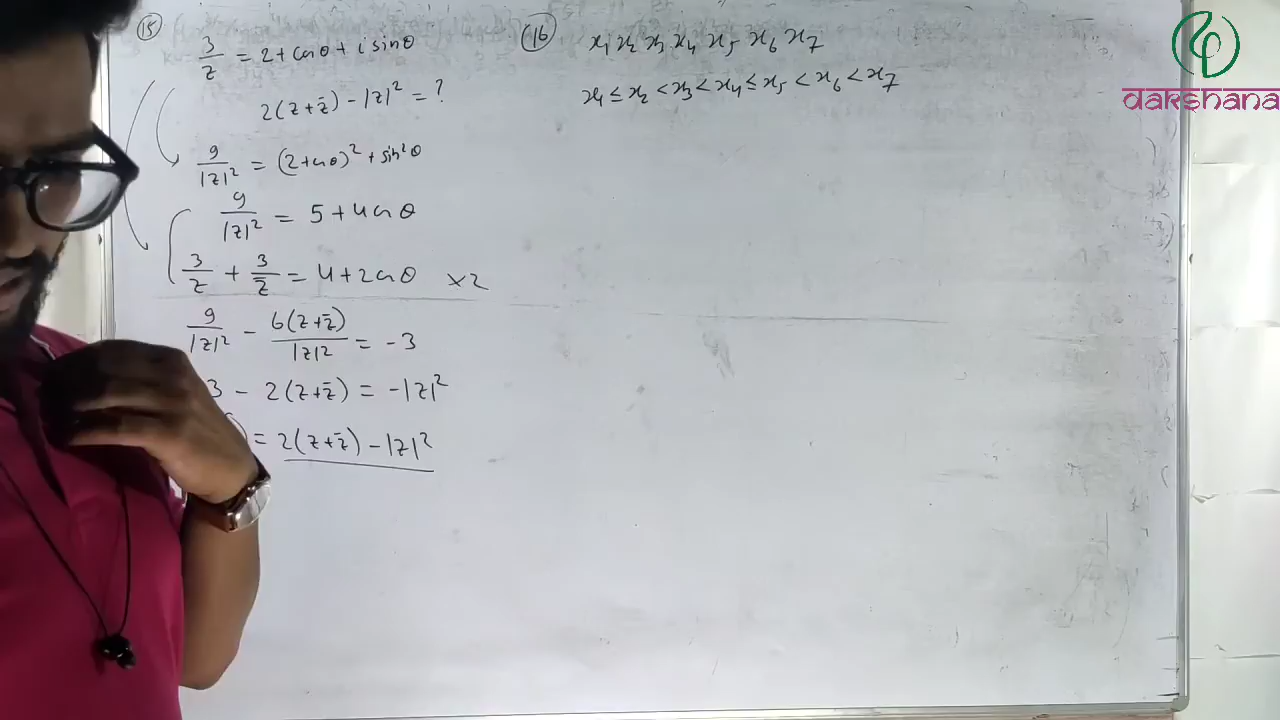 15
3/z = 2 + cosθ + i sinθ
2(z + z̄) - |z|² = ?
9/|z|² = (2 + cosθ)² + sin²θ
9/|z|² = 5 + 4cosθ
3/z + 3/z̄ = 4 + 2cosθ ×2
9/|z|² - 6(z + z̄)/|z|² = -3
3 - 2(z + z̄) = -|z|²
= 2(z + z̄) - |z|²
16 x₁ x₂ x₃ x₄ x₅ x₆ x₇
x₁ ≤ x₂ < x₃ < x₄ ≤ x₅ < x₆ < x₇
dakshana